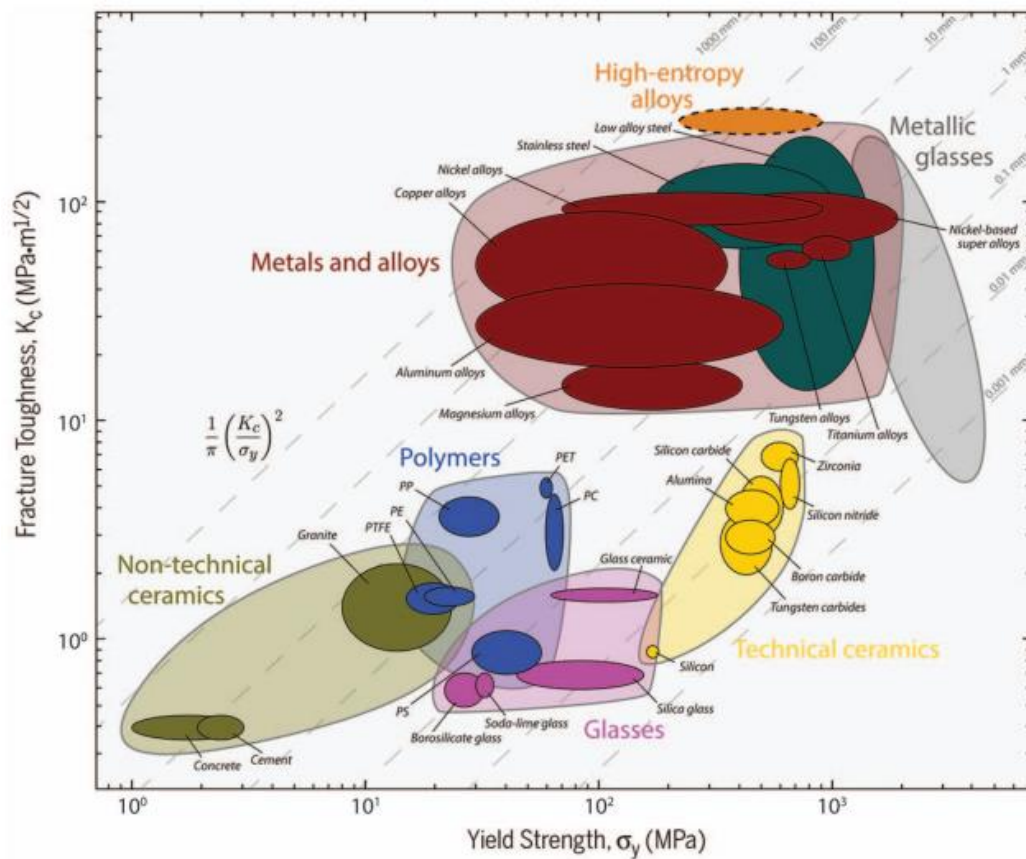 1000 mm
100 mm
10 mm
1 mm
High-entropy
alloys
Low alloy steel
Stainless steel
Metallic
glasses
Nickel alloys
0.1 mm
Copper alloys
10²
Nickel-based
super alloys
Metals and alloys
0.01 mm
Fracture Toughness, K_c (MPa•m^1/2)
Aluminum alloys
0.001 mm
Magnesium alloys
Tungsten alloys
Titanium alloys
10¹
1/π (K_c/σ_y)²
Polymers
PET
Silicon carbide
Zirconia
PP
Alumina
PC
PE
Silicon nitride
PTFE
Granite
Glass ceramic
Non-technical
ceramics
Boron carbide
Tungsten carbides
10⁰
Technical ceramics
Silicon
PS
Soda-lime glass
Silica glass
Borosilicate glass
Glasses
Cement
Concrete
10⁰
10¹
10²
10³
Yield Strength, σ_y (MPa)